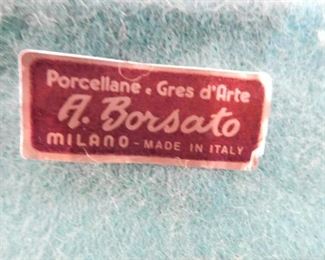 Porcellane • Gres d'Arte
A. Borsato
MILANO - MADE IN ITALY